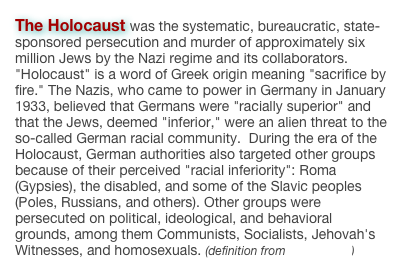 The Holocaust was the systematic, bureaucratic, state-
sponsored persecution and murder of approximately six
million Jews by the Nazi regime and its collaborators.
"Holocaust" is a word of Greek origin meaning "sacrifice by
fire." The Nazis, who came to power in Germany in January
1933, believed that Germans were "racially superior" and
that the Jews, deemed "inferior," were an alien threat to the
so-called German racial community.  During the era of the
Holocaust, German authorities also targeted other groups
because of their perceived "racial inferiority": Roma
(Gypsies), the disabled, and some of the Slavic peoples
(Poles, Russians, and others). Other groups were
persecuted on political, ideological, and behavioral
grounds, among them Communists, Socialists, Jehovah's
Witnesses, and homosexuals. (definition from )